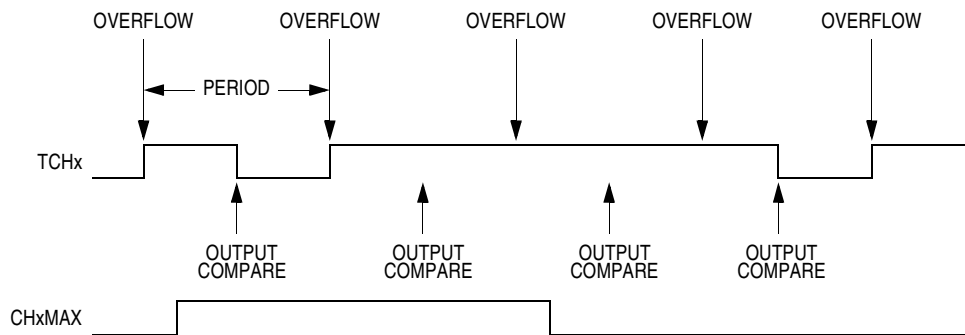 OVERFLOW OVERFLOW OVERFLOW OVERFLOW OVERFLOW
PERIOD
TCHx
OUTPUT COMPARE
OUTPUT COMPARE
OUTPUT COMPARE
OUTPUT COMPARE
CHxMAX